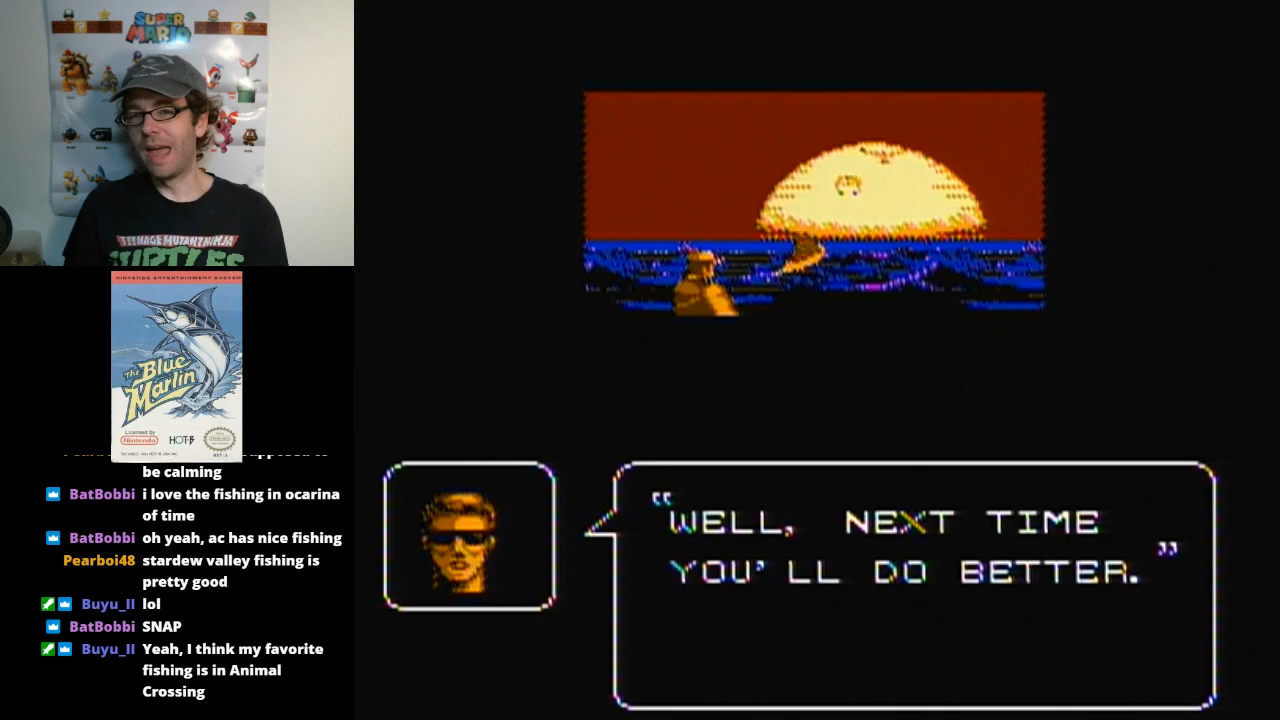 SUPER
MARIO
TEENAGE MUTANT NINJA
TURTLES
NINTENDO ENTERTAINMENT SYSTEM
The Blue
Marlin
Licensed by
Nintendo
HOT·B
be calming
BatBobbi i love the fishing in ocarina
of time
BatBobbi oh yeah, ac has nice fishing
Pearboi48 stardew valley fishing is
pretty good
Buyu_II lol
BatBobbi SNAP
Buyu_II Yeah, I think my favorite
fishing is in Animal
Crossing
"WELL, NEXT TIME
YOU'LL DO BETTER."